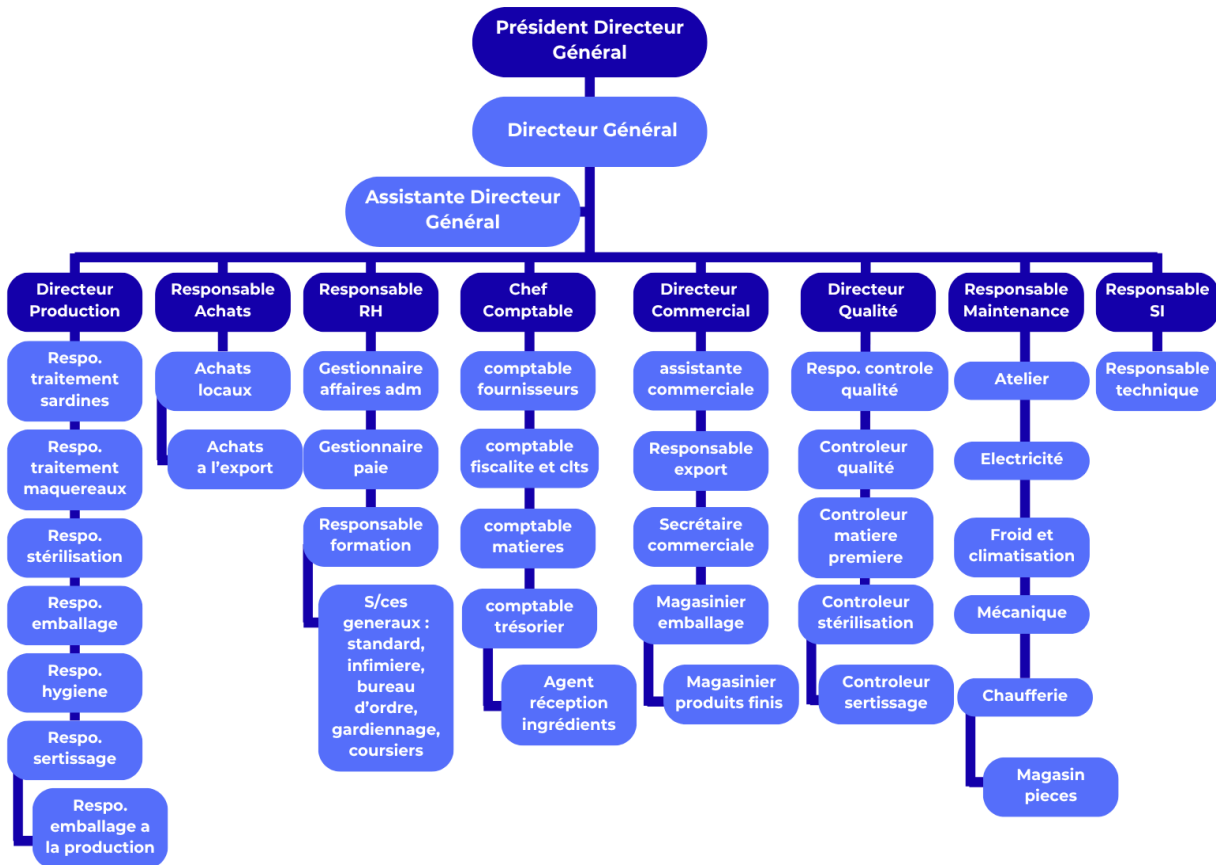 Président Directeur
Général
Directeur Général
Assistante Directeur
Général
Directeur
Production
Respo.
traitement
sardines
Respo.
traitement
maquereaux
Respo.
stérilisation
Respo.
emballage
Respo.
hygiene
Respo.
sertissage
Respo.
emballage a
la production
Responsable
Achats
Achats
locaux
Achats
a l’export
Responsable
RH
Gestionnaire
affaires adm
Gestionnaire
paie
Responsable
formation
S/ces
generaux :
standard,
infimiere,
bureau
d’ordre,
gardiennage,
coursiers
Chef
Comptable
comptable
fournisseurs
comptable
fiscalite et clts
comptable
matieres
comptable
trésorier
Agent
réception
ingrédients
Directeur
Commercial
assistante
commerciale
Responsable
export
Secrétaire
commerciale
Magasinier
emballage
Magasinier
produits finis
Directeur
Qualité
Respo. controle
qualité
Controleur
qualité
Controleur
matiere
premiere
Controleur
stérilisation
Controleur
sertissage
Responsable
Maintenance
Atelier
Electricité
Froid et
climatisation
Mécanique
Chaufferie
Magasin
pieces
Responsable
SI
Responsable
technique